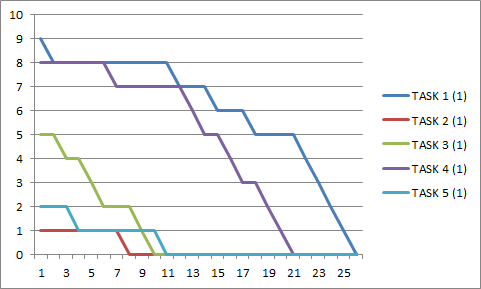 10
9
8
7
6
5
4
3
2
1
0
1 3 5 7 9 11 13 15 17 19 21 23 25
TASK 1 (1)
TASK 2 (1)
TASK 3 (1)
TASK 4 (1)
TASK 5 (1)